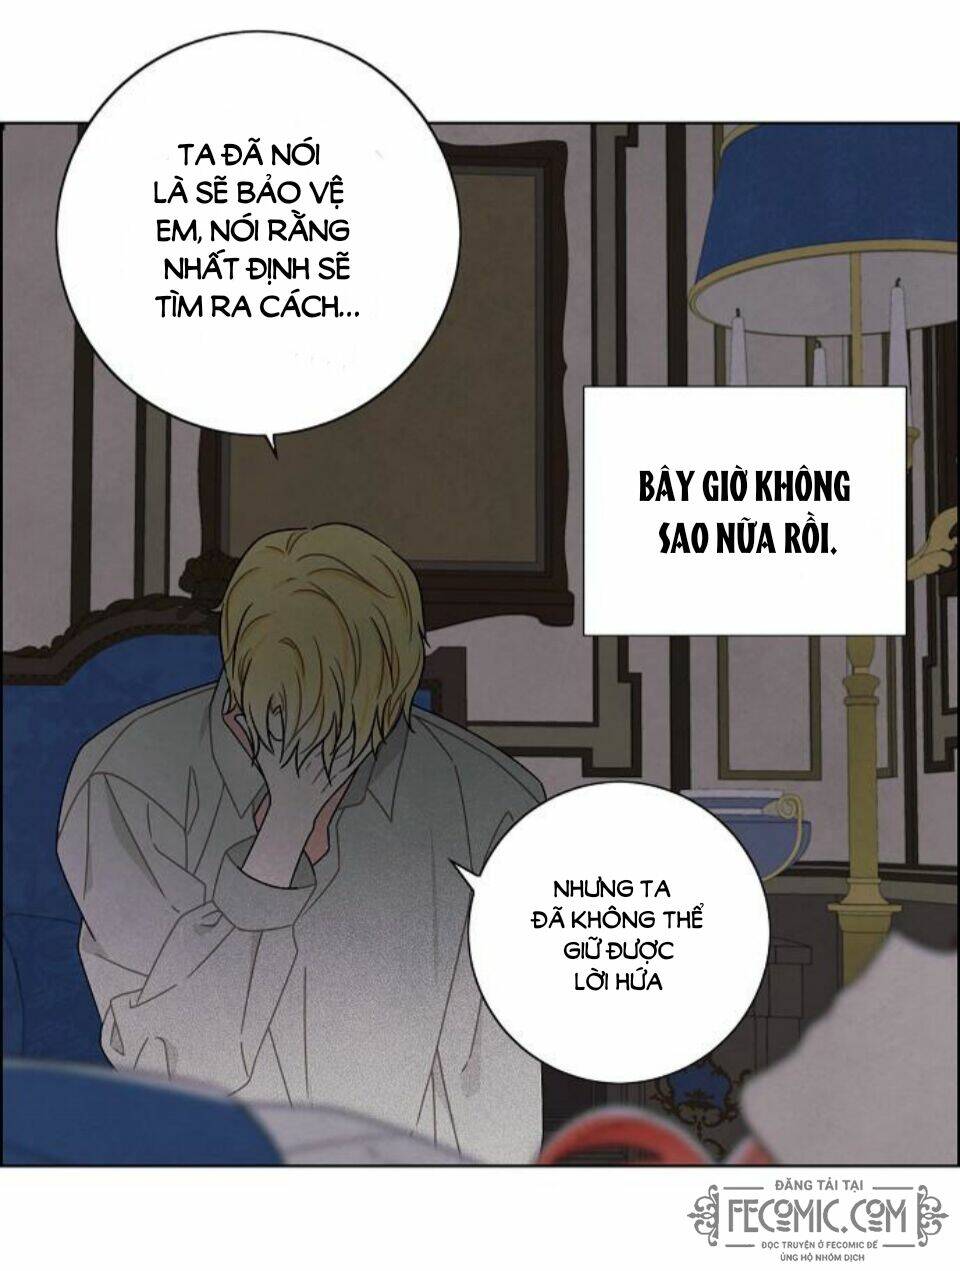 TA ĐÃ NÓI
LÀ SẼ BẢO VỆ
EM, NÓI RẰNG
NHẤT ĐỊNH SẼ
TÌM RA CÁCH...
BÂY GIỜ KHÔNG
SAO NỮA RỒI.
NHƯNG TA
ĐÃ KHÔNG THỂ
GIỮ ĐƯỢC
LỜI HỨA
ĐĂNG TẢI TẠI
FECOMIC.COM
ĐỌC TRUYỆN Ở FECOMIC ĐỂ
ỦNG HỘ NHÓM DỊCH